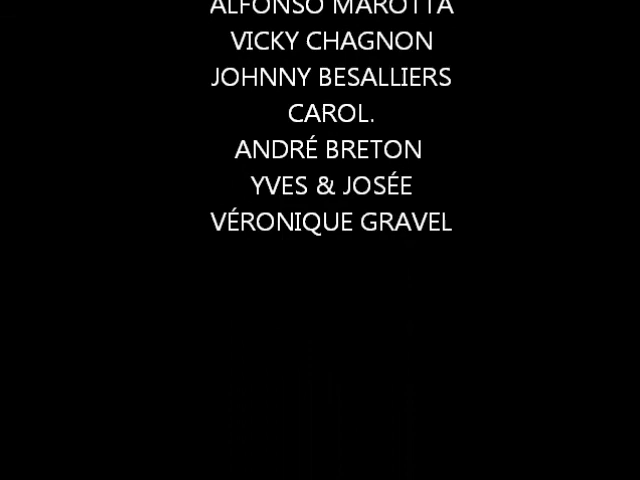 ALFONSO MAROTTA
VICKY CHAGNON
JOHNNY BESALLIERS
CAROL.
ANDRÉ BRETON
YVES & JOSÉE
VÉRONIQUE GRAVEL